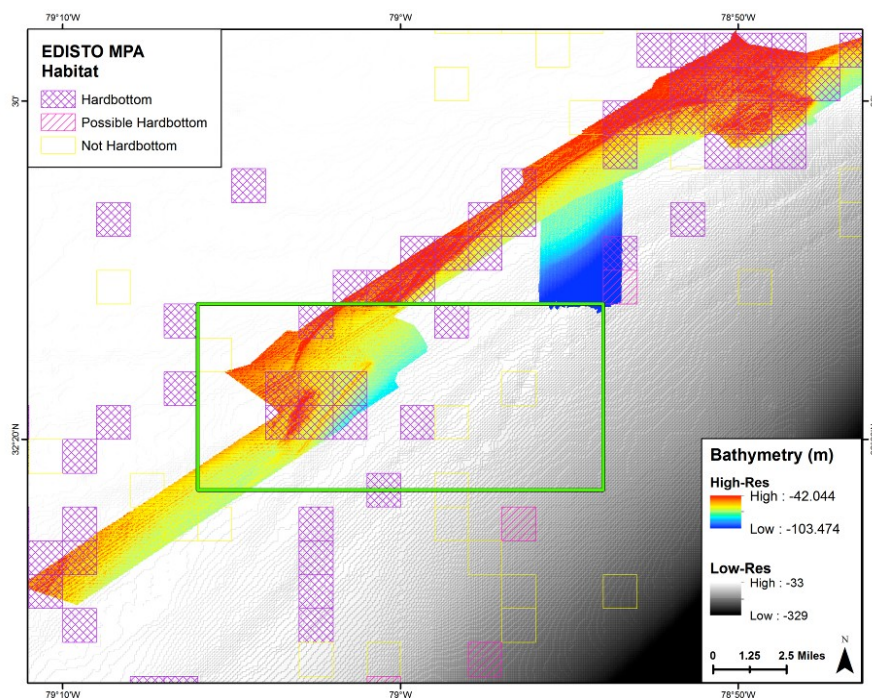 79°10'W
79°W
78°50'W
EDISTO MPA
Habitat
Hardbottom
Possible Hardbottom
Not Hardbottom
30'
32°20'N
Bathymetry (m)
High-Res
High : -42.044
Low : -103.474
Low-Res
High : -33
Low : -329
N
0 1.25 2.5 Miles
79°10'W
79°W
78°50'W